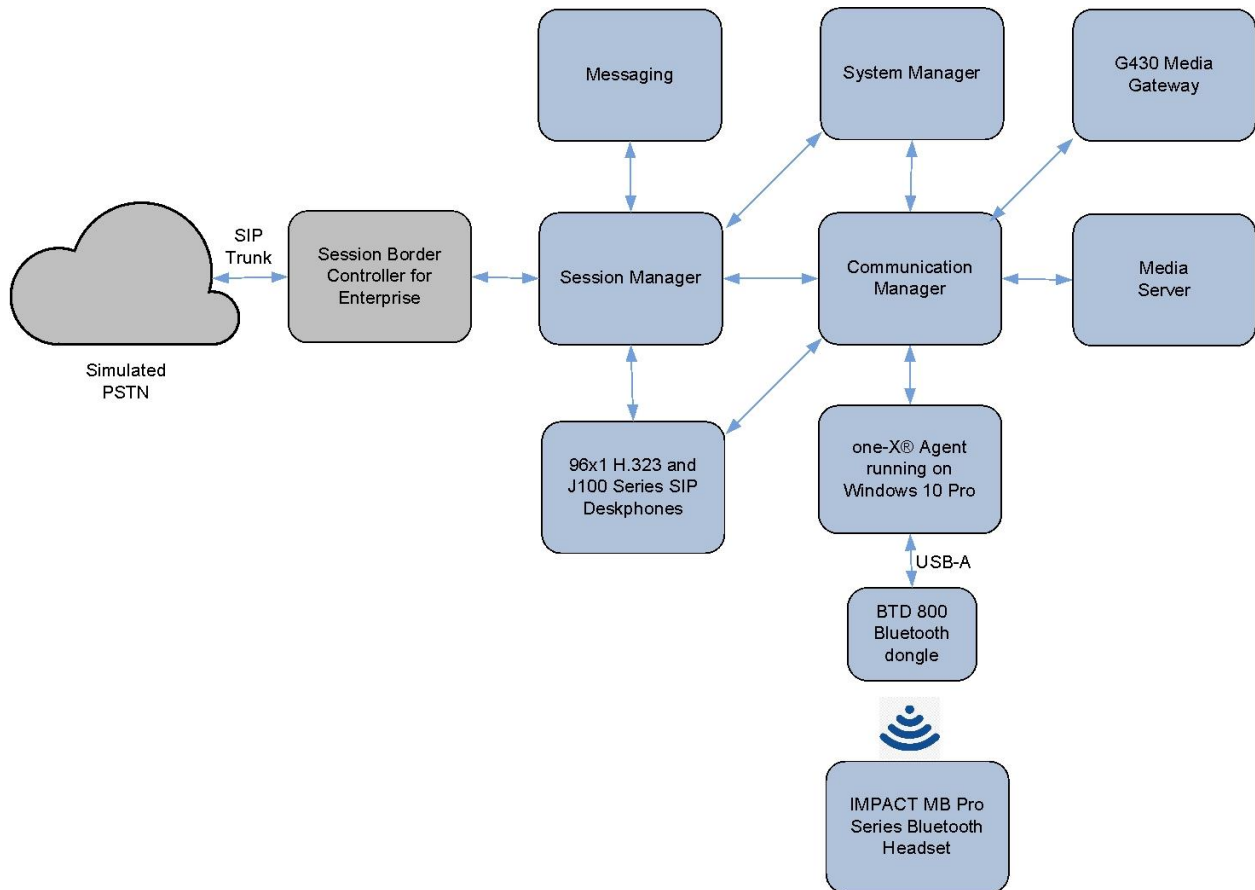 Messaging
System Manager
G430 Media
Gateway
SIP
Trunk
Session Border
Controller for
Enterprise
Session Manager
Communication
Manager
Media
Server
Simulated
PSTN
96x1 H.323 and
J100 Series SIP
Deskphones
one-X® Agent
running on
Windows 10 Pro
USB-A
BTD 800
Bluetooth
dongle
IMPACT MB Pro
Series Bluetooth
Headset